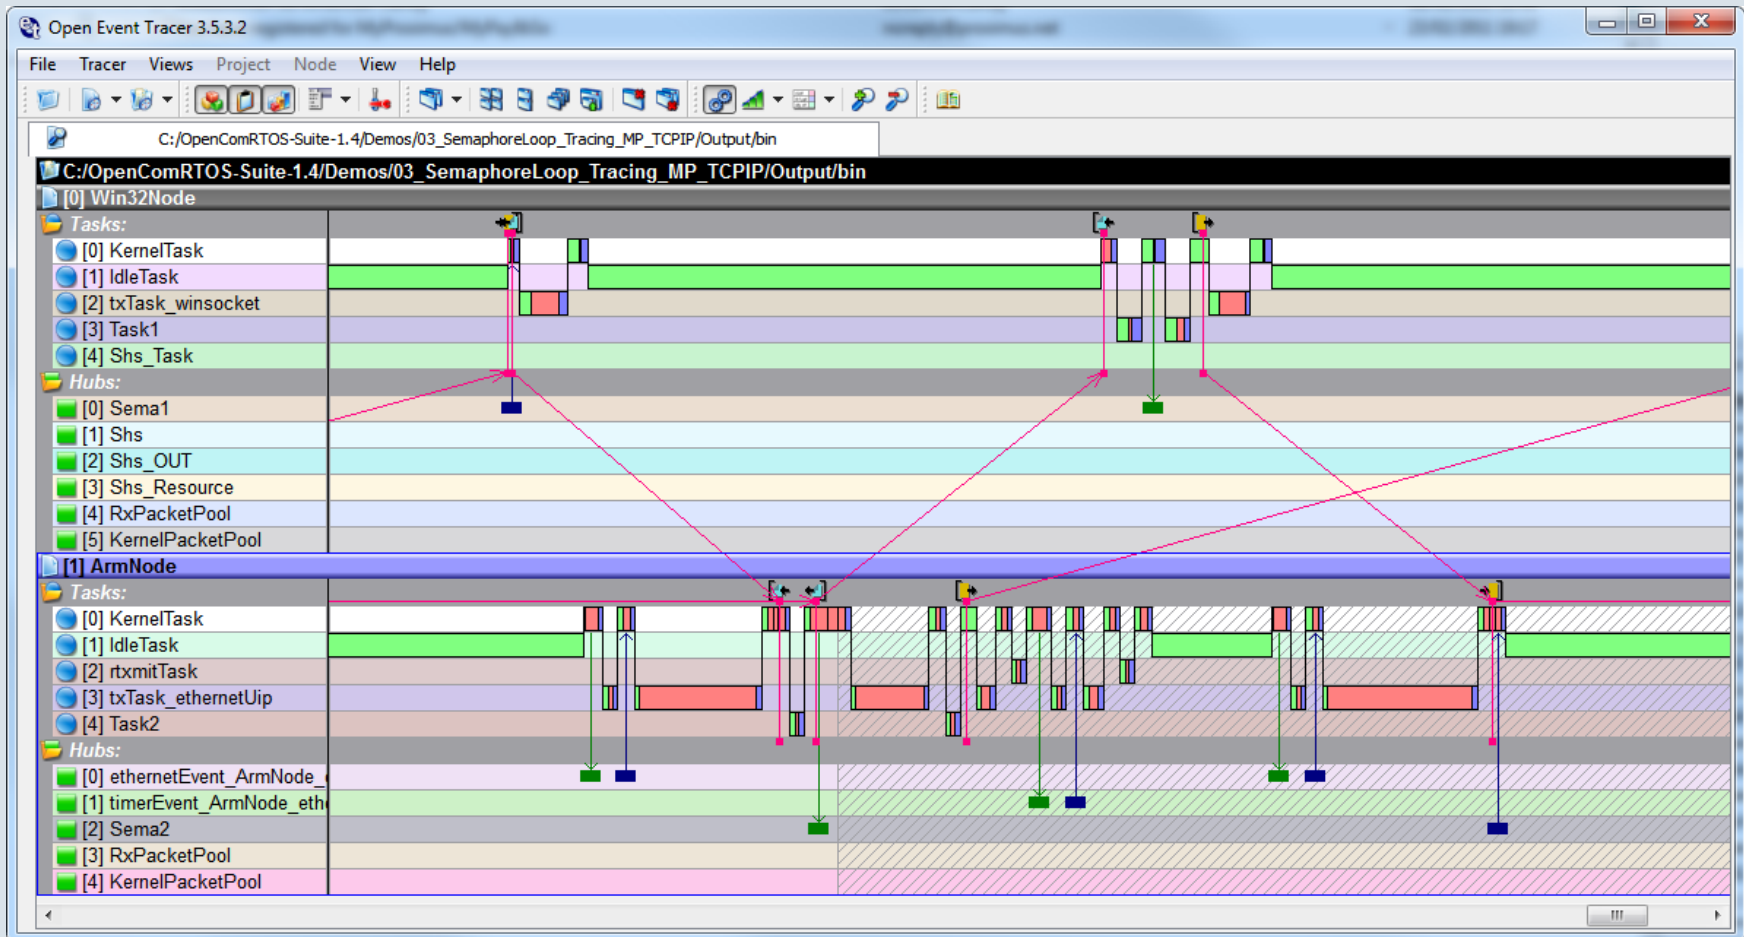 Open Event Tracer 3.5.3.2
File Tracer Views Project Node View Help
C:/OpenComRTOS-Suite-1.4/Demos/03_SemaphoreLoop_Tracing_MP_TCPIP/Output/bin
C:/OpenComRTOS-Suite-1.4/Demos/03_SemaphoreLoop_Tracing_MP_TCPIP/Output/bin
[0] Win32Node
Tasks:
[0] KernelTask
[1] IdleTask
[2] txTask_winsocket
[3] Task1
[4] Shs_Task
Hubs:
[0] Sema1
[1] Shs
[2] Shs_OUT
[3] Shs_Resource
[4] RxPacketPool
[5] KernelPacketPool
[1] ArmNode
Tasks:
[0] KernelTask
[1] IdleTask
[2] rtxmitTask
[3] txTask_ethernetUip
[4] Task2
Hubs:
[0] ethernetEvent_ArmNode_
[1] timerEvent_ArmNode_eth
[2] Sema2
[3] RxPacketPool
[4] KernelPacketPool